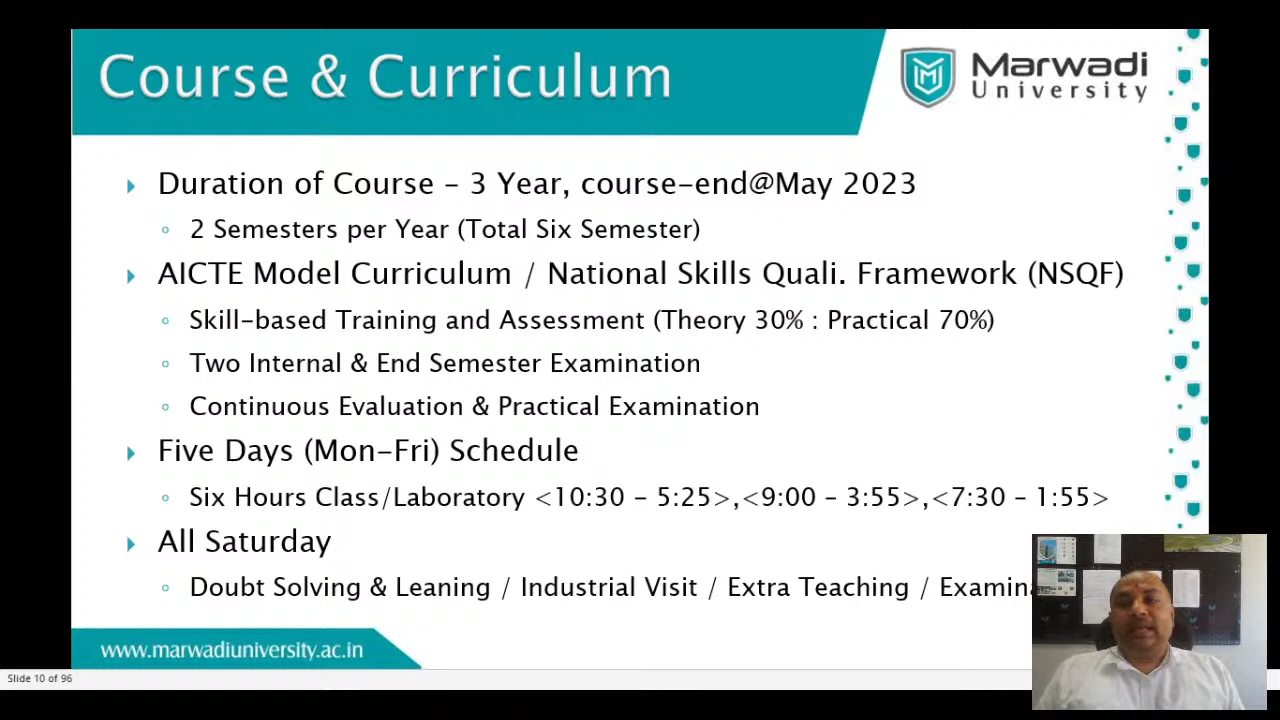 Course & Curriculum
Marwadi
University
Duration of Course – 3 Year, course-end@May 2023
2 Semesters per Year (Total Six Semester)
AICTE Model Curriculum / National Skills Quali. Framework (NSQF)
Skill-based Training and Assessment (Theory 30% : Practical 70%)
Two Internal & End Semester Examination
Continuous Evaluation & Practical Examination
Five Days (Mon-Fri) Schedule
Six Hours Class/Laboratory <10:30 – 5:25>,<9:00 – 3:55>,<7:30 – 1:55>
All Saturday
Doubt Solving & Leaning / Industrial Visit / Extra Teaching /
www.marwadiuniversity.ac.in
Slide 10 of 96